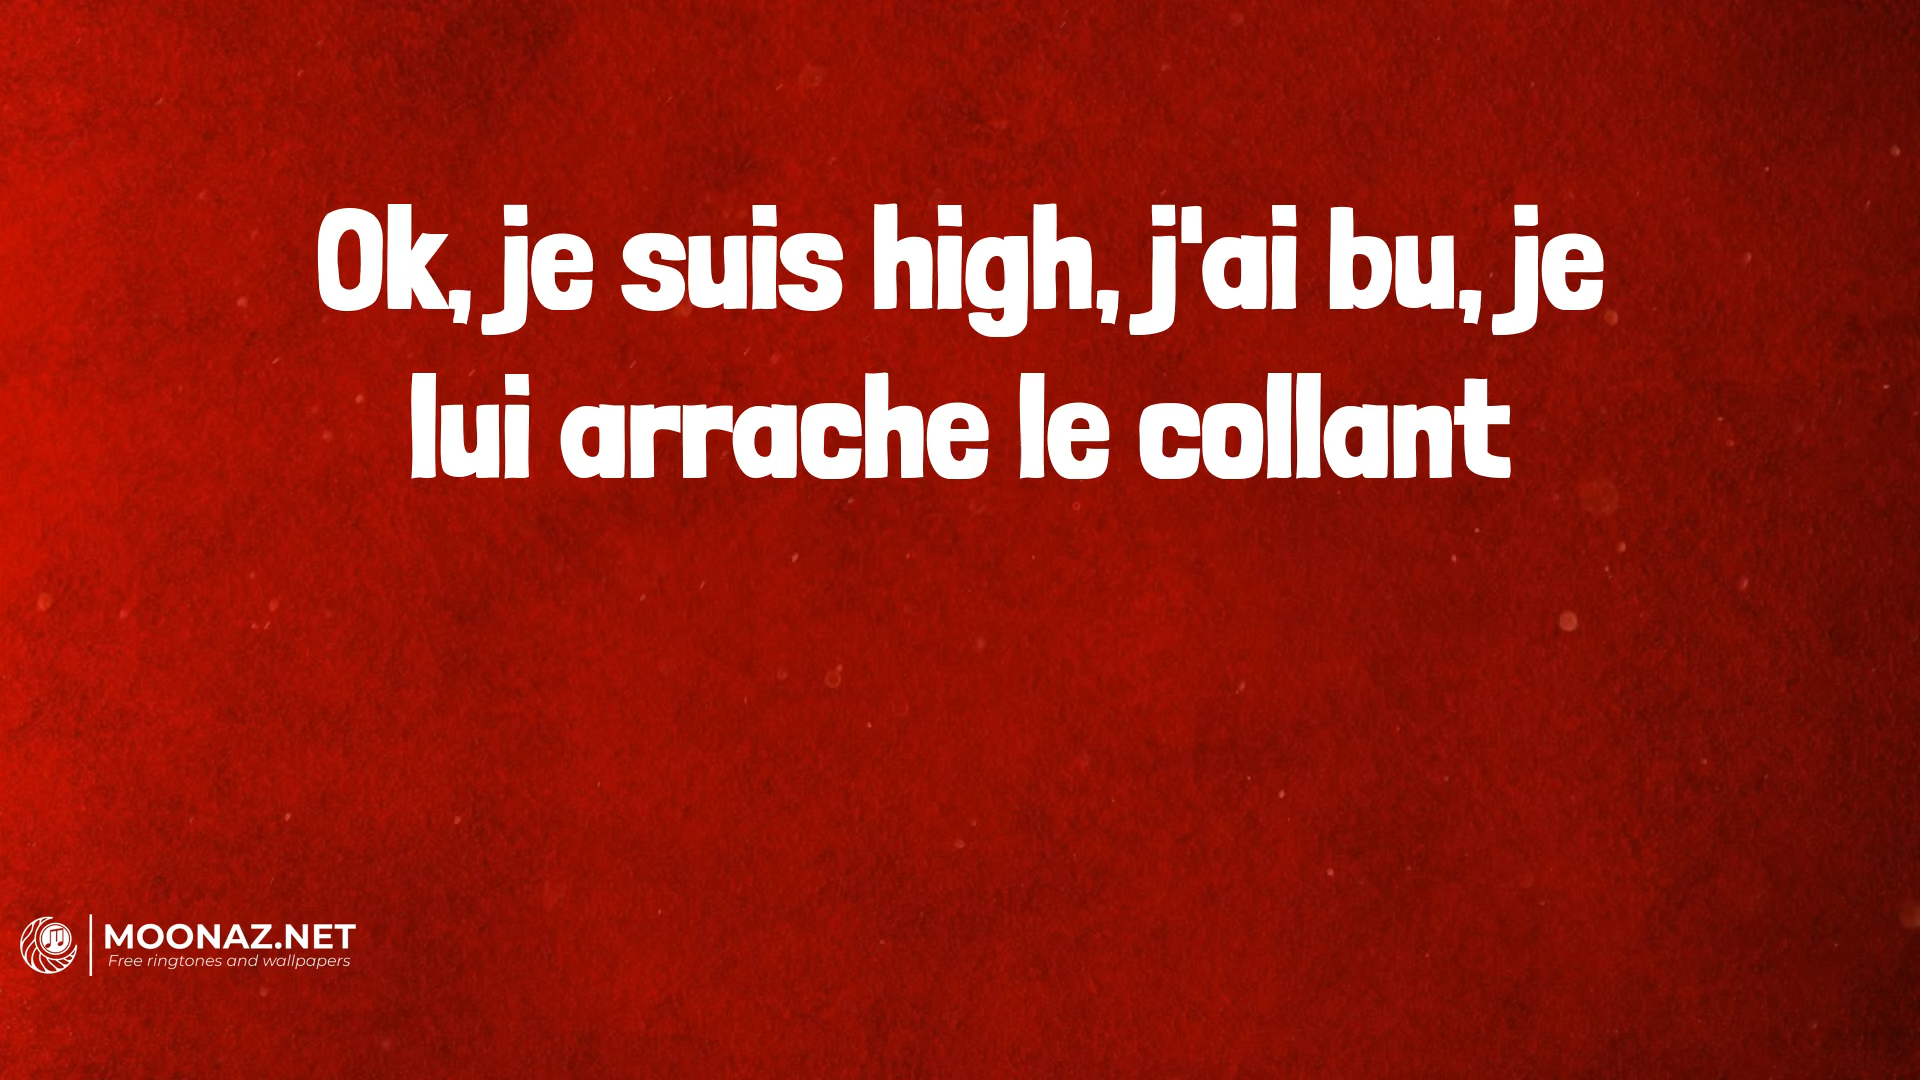 Ok, je suis high, j'ai bu, je
lui arrache le collant
MOONAZ.NET
Free ringtones and wallpapers